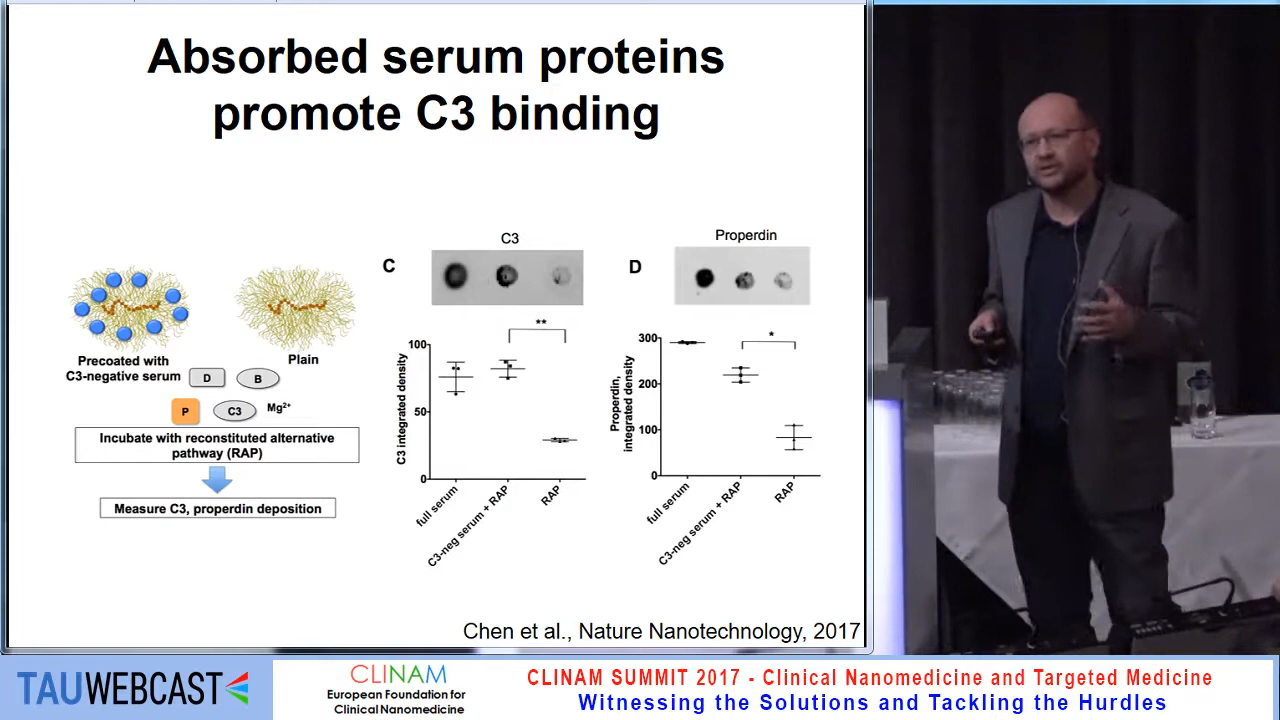 Absorbed serum proteins
promote C3 binding
Precoated with
C3-negative serum
Plain
D
B
P
C3
Mg2+
Incubate with reconstituted alternative
pathway (RAP)
Measure C3, properdin deposition
C
C3
**
C3 integrated density
100
50
0
full serum
C3-neg serum + RAP
RAP
D
Properdin
*
Properdin,
integrated density
300
200
100
0
full serum
C3-neg serum + RAP
RAP
Chen et al., Nature Nanotechnology, 2017
TAUWEBCAST
CLINAM
European Foundation for
Clinical Nanomedicine
CLINAM SUMMIT 2017 - Clinical Nanomedicine and Targeted Medicine
Witnessing the Solutions and Tackling the Hurdles